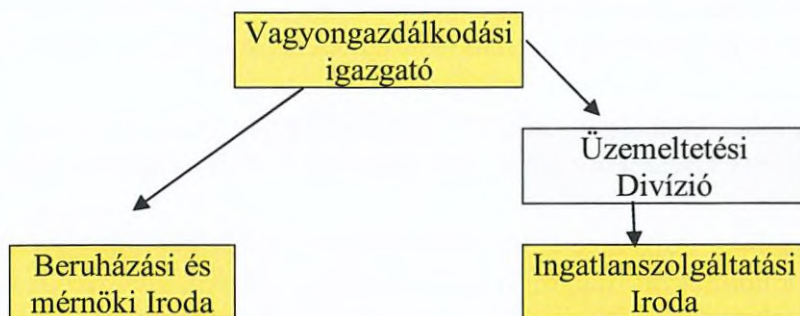 Vagyongazdálkodási
igazgató
Üzemeltetési
Divízió
Beruházási és
mérnöki Iroda
Ingatlanszolgáltatási
Iroda